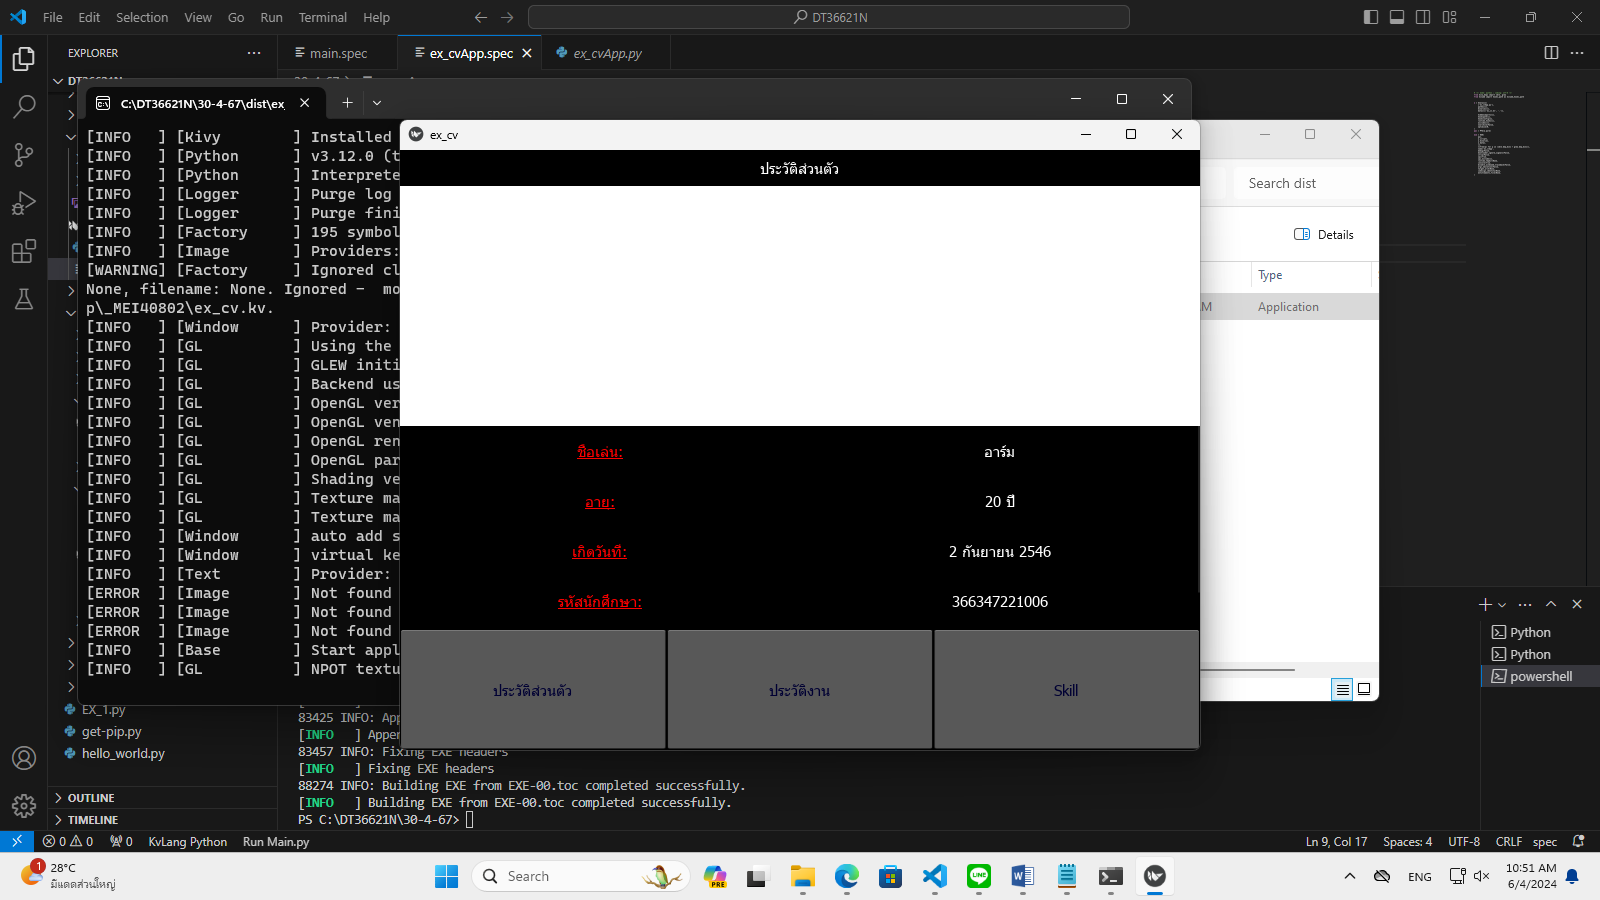 File Edit Selection View Go Run Terminal Help
DT36621N
EXPLORER
main.spec
ex_cvApp.spec
ex_cvApp.py
C:\DT36621N\30-4-67\dist\ex_
[INFO   ] [Kivy        ] Installed
[INFO   ] [Python      ] v3.12.0 (t
[INFO   ] [Python      ] Interprete
[INFO   ] [Logger      ] Purge log
[INFO   ] [Logger      ] Purge fini
[INFO   ] [Factory     ] 195 symbol
[INFO   ] [Image       ] Providers:
[WARNING] [Factory     ] Ignored cl
None, filename: None. Ignored -  mo
p\_MEI40802\ex_cv.kv.
[INFO   ] [Window      ] Provider:
[INFO   ] [GL          ] Using the
[INFO   ] [GL          ] GLEW initi
[INFO   ] [GL          ] Backend us
[INFO   ] [GL          ] OpenGL ver
[INFO   ] [GL          ] OpenGL ven
[INFO   ] [GL          ] OpenGL ren
[INFO   ] [GL          ] OpenGL par
[INFO   ] [GL          ] Shading ve
[INFO   ] [GL          ] Texture ma
[INFO   ] [GL          ] Texture ma
[INFO   ] [Window      ] auto add s
[INFO   ] [Window      ] virtual ke
[INFO   ] [Text        ] Provider:
[ERROR  ] [Image       ] Not found
[ERROR  ] [Image       ] Not found
[ERROR  ] [Image       ] Not found
[INFO   ] [Base        ] Start appl
[INFO   ] [GL          ] NPOT textu
ex_cv
ประวัติส่วนตัว
ชื่อเล่น: อาร์ม
อายุ: 20 ปี
เกิดวันที่: 2 กันยายน 2546
รหัสนักศึกษา: 366347221006
ประวัติส่วนตัว ประวัติงาน Skill
Search dist
Details
Type
M Application
Python
Python
powershell
EX_1.py
get-pip.py
hello_world.py
OUTLINE
TIMELINE
83425 INFO: App
[INFO   ] Appen
83457 INFO: Fixing EXE headers
[INFO   ] Fixing EXE headers
88274 INFO: Building EXE from EXE-00.toc completed successfully.
[INFO   ] Building EXE from EXE-00.toc completed successfully.
PS C:\DT36621N\30-4-67>
0 0 0 KvLang Python Run Main.py
Ln 9, Col 17 Spaces: 4 UTF-8 CRLF spec
1
28°C
มีแดดส่วนใหญ่
Search
PRE
LINE
ENG
10:51 AM
6/4/2024